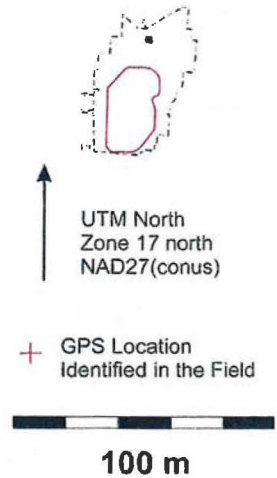 UTM North
Zone 17 north
NAD27(conus)
GPS Location
Identified in the Field
100 m